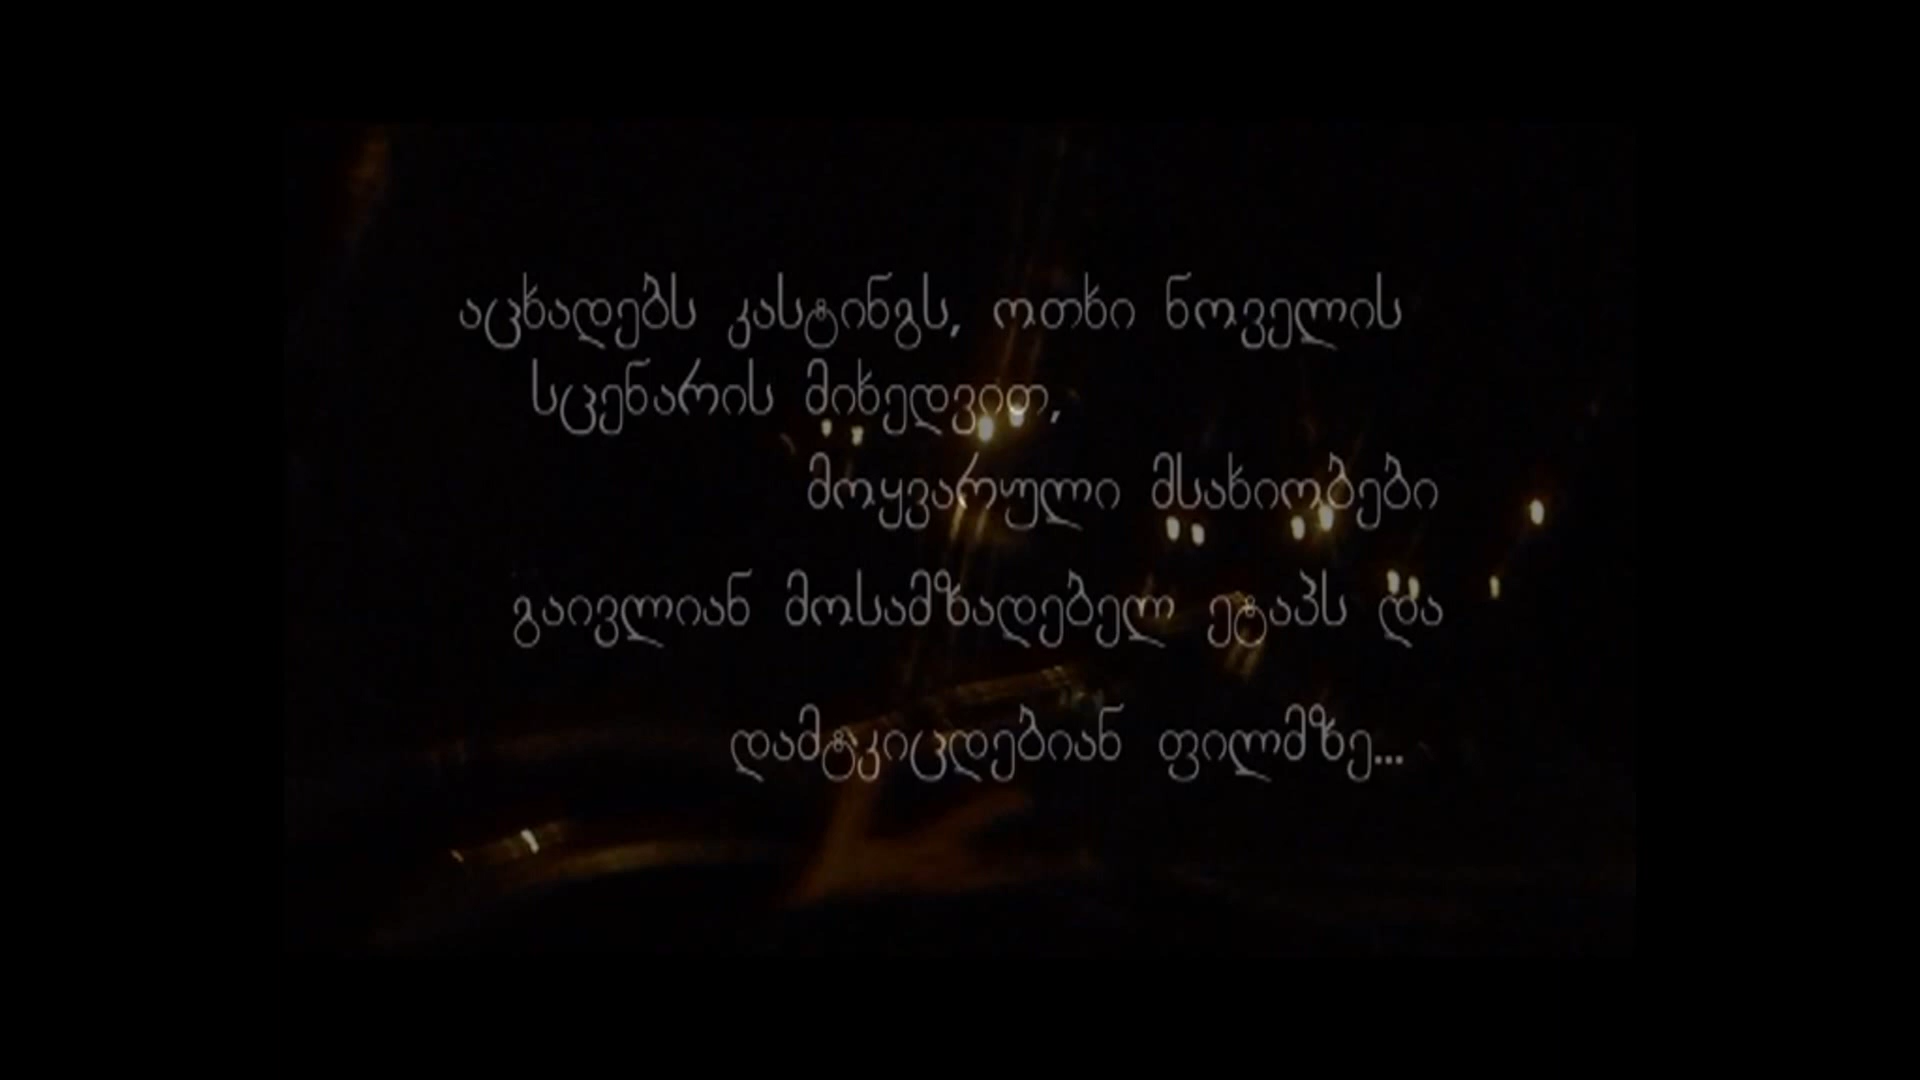 აცხადებს კასტინგს, ოთხი ნოველის
სცენარის მიხედვით,
მოყვარული მსახიობები
გაივლიან მოსამზადებელ ეტაპს და
დამტკიცდებიან ფილმზე...